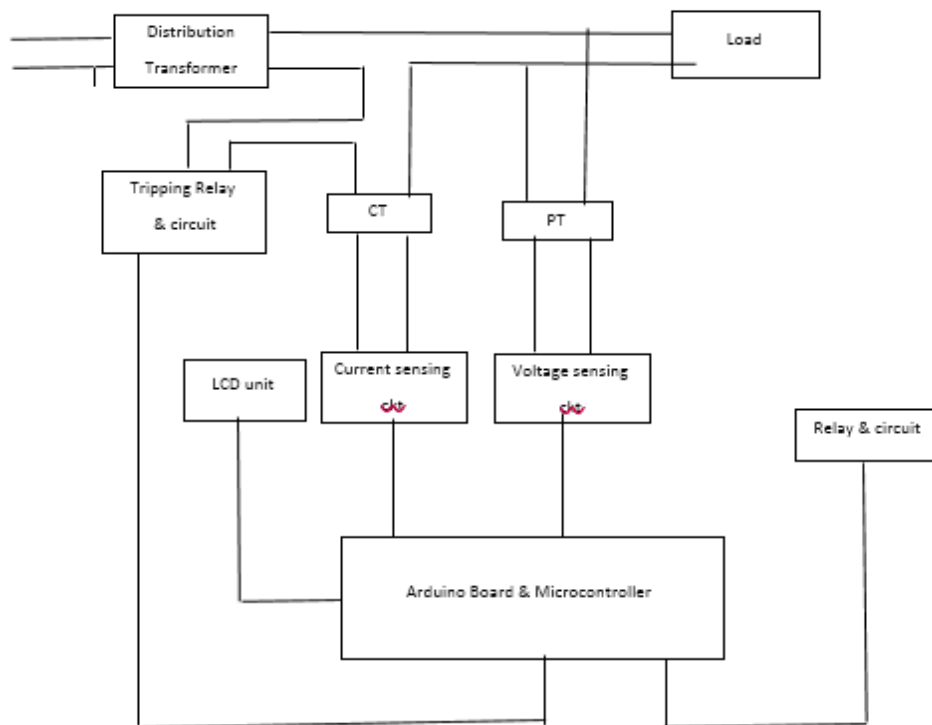 Distribution
Transformer
Load
Tripping Relay
& circuit
CT
PT
LCD unit
Current sensing
ckt
Voltage sensing
ckt
Relay & circuit
Arduino Board & Microcontroller